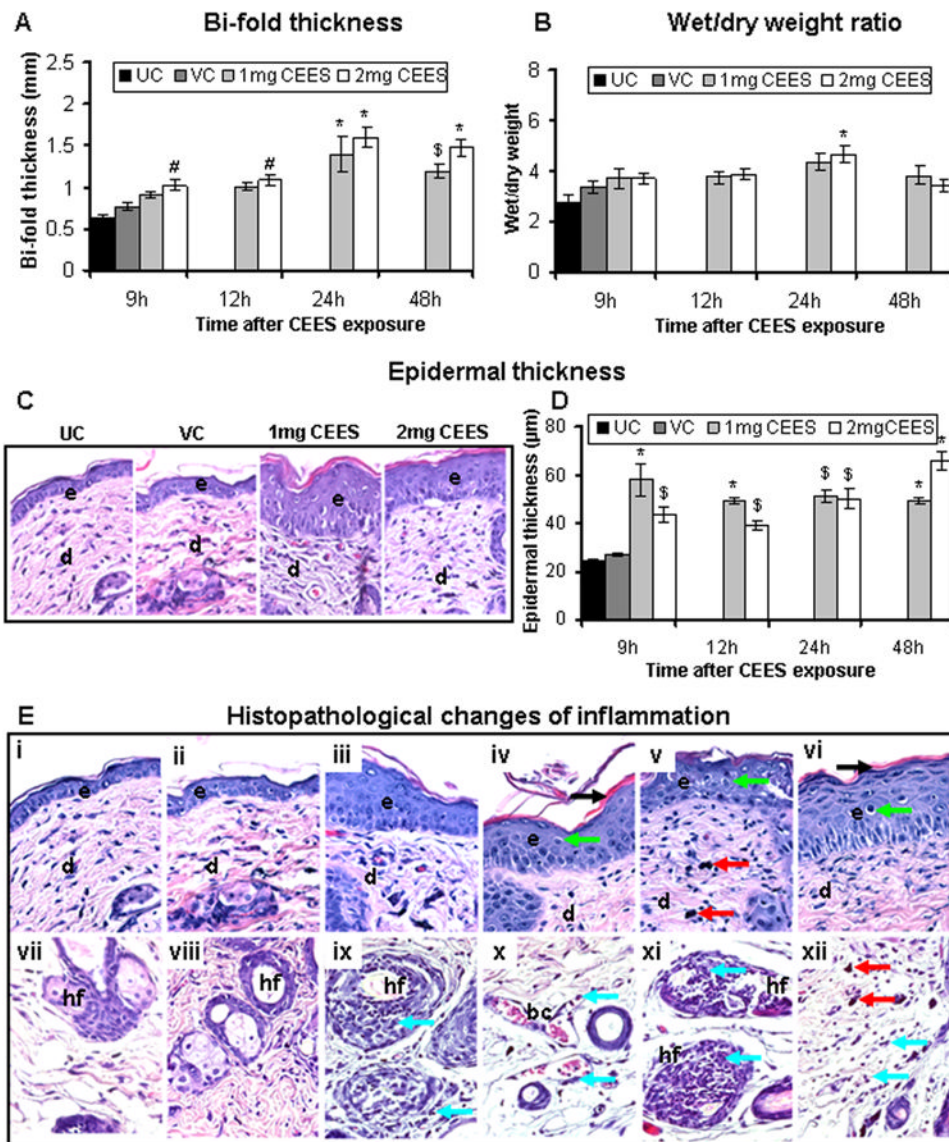 A Bi-fold thickness
Bi-fold thickness (mm)
2.5
2
1.5
1
0.5
0
UC VC 1mg CEES 2mg CEES
# # * * $ *
9h 12h 24h 48h
Time after CEES exposure
B Wet/dry weight ratio
Wet/dry weight
8
6
4
2
0
UC VC 1mg CEES 2mg CEES
*
9h 12h 24h 48h
Time after CEES exposure
Epidermal thickness
C
UC VC 1mg CEES 2mg CEES
e e e e
d d d d
D
Epidermal thickness (µm)
80
60
40
20
0
UC VC 1mg CEES 2mgCEES
* $ * $ $ $ * *
9h 12h 24h 48h
Time after CEES exposure
E Histopathological changes of inflammation
i ii iii iv v vi
e e e e e e
d d d d d d
vii viii ix x xi xii
hf hf hf bc hf hf